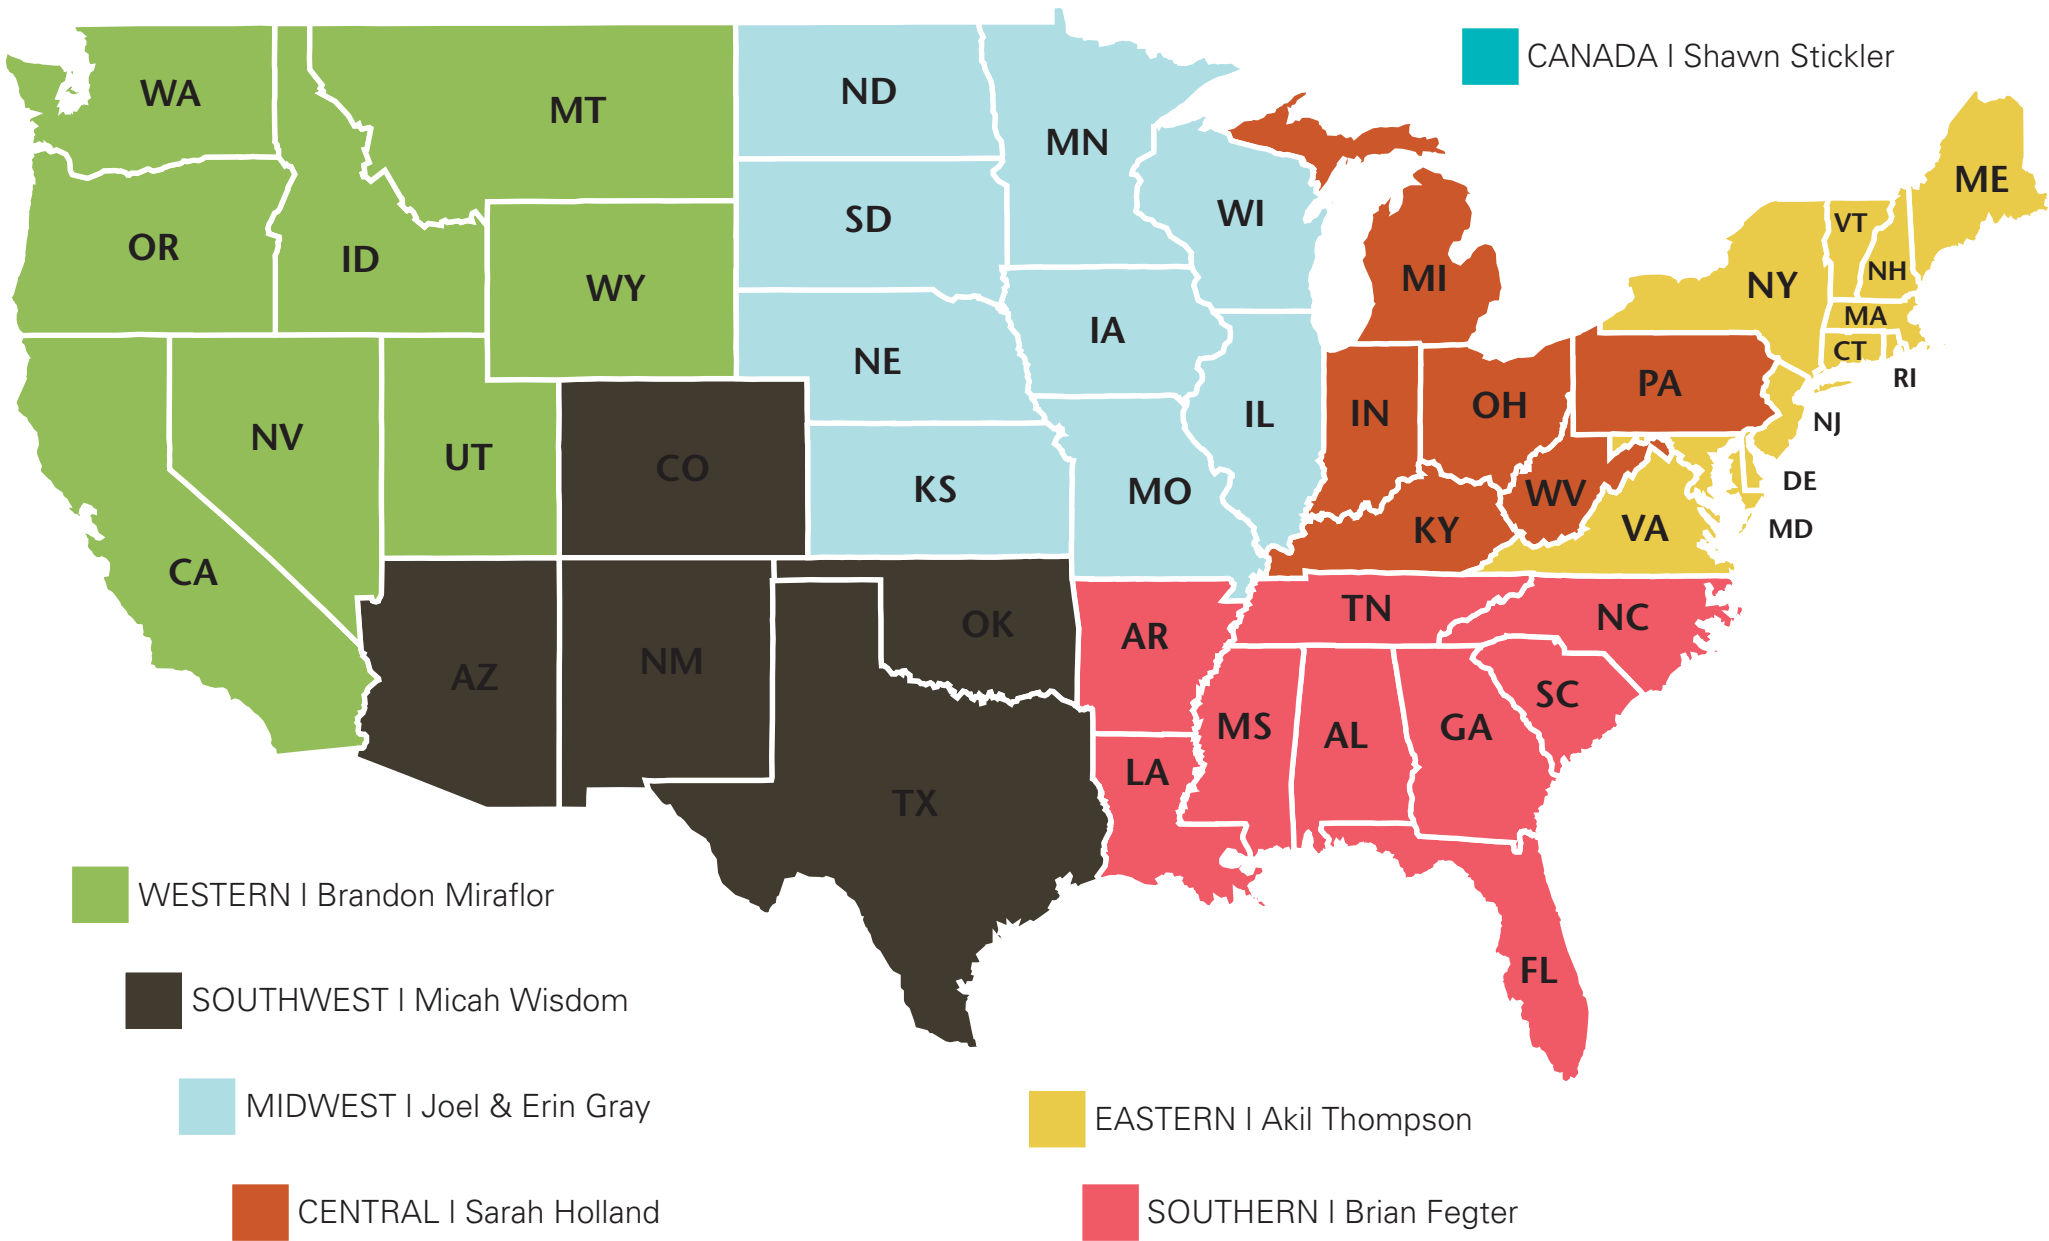 CANADA | Shawn Stickler
WA
MT
ND
MN
OR
ID
WY
SD
WI
MI
ME
VT
NH
NY
MA
CT
RI
NV
UT
CO
NE
IA
IL
IN
OH
PA
NJ
CA
KS
MO
KY
WV
VA
DE
MD
AZ
NM
OK
TX
AR
TN
NC
LA
MS
AL
GA
SC
FL
WESTERN | Brandon Miraflor
SOUTHWEST | Micah Wisdom
MIDWEST | Joel & Erin Gray
CENTRAL | Sarah Holland
EASTERN | Akil Thompson
SOUTHERN | Brian Fegter